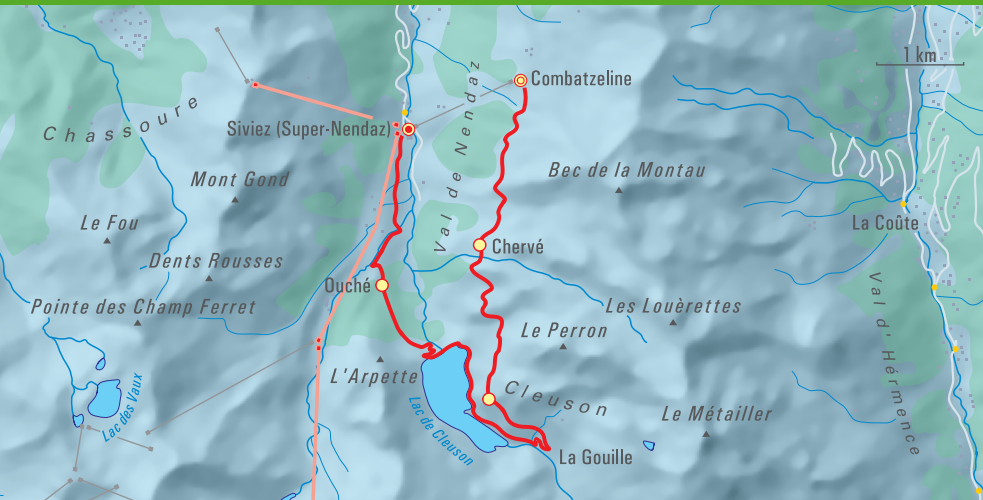 1 km
Combatzeline
Chassoure
Siviez (Super-Nendaz)
Val de Nendaz
Mont Gond
Bec de la Montau
Le Fou
La Coûte
Chervé
Dents Rousses
Ouché
Pointe des Champ Ferret
Les Louèrettes
Le Perron
Val d'Hérmence
L'Arpette
Cleuson
Lac des Vaux
Lac de Cleuson
Le Métailler
La Gouille